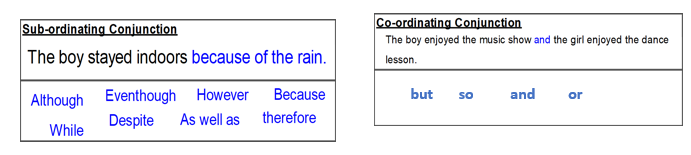 Sub-ordinating Conjunction
The boy stayed indoors because of the rain.
Although Eventhough However Because
While Despite As well as therefore
Co-ordinating Conjunction
The boy enjoyed the music show and the girl enjoyed the dance
lesson.
but so and or